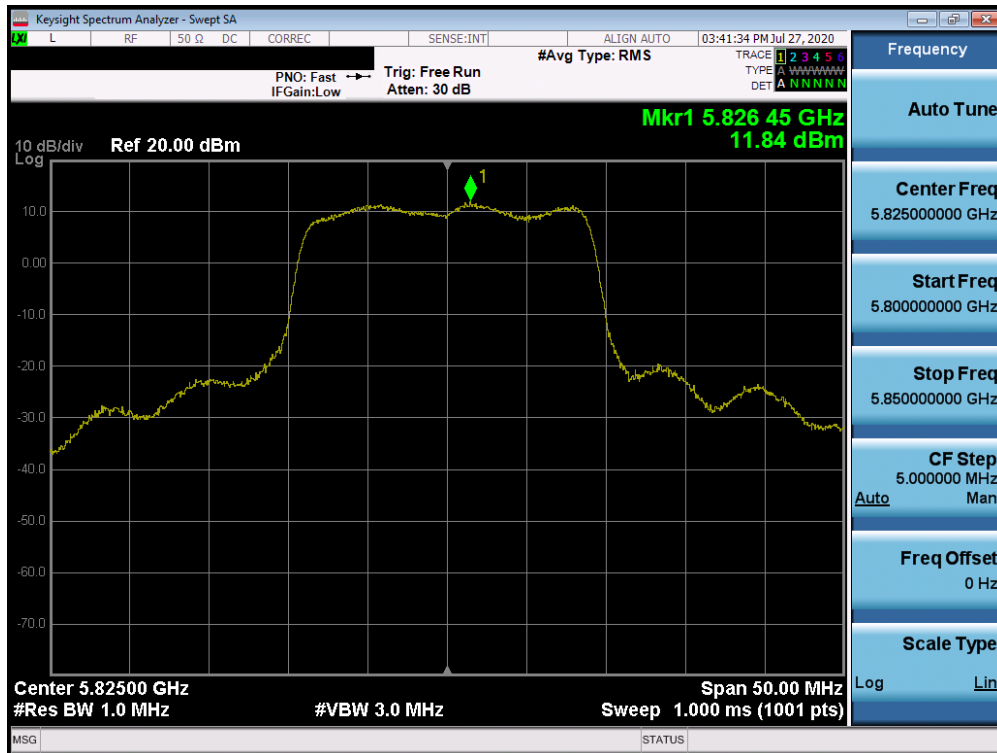 Keysight Spectrum Analyzer - Swept SA
LXI L RF 50 Ω DC CORREC SENSE:INT ALIGN AUTO 03:41:34 PM Jul 27, 2020
#Avg Type: RMS
TRACE 1 2 3 4 5 6
PNO: Fast Trig: Free Run
TYPE A WWWWW
IFGain:Low Atten: 30 dB
DET A N N N N N
Mkr1 5.826 45 GHz
11.84 dBm
10 dB/div Ref 20.00 dBm
Log
1
10.0
0.00
-10.0
-20.0
-30.0
-40.0
-50.0
-60.0
-70.0
Center 5.82500 GHz Span 50.00 MHz
#Res BW 1.0 MHz #VBW 3.0 MHz Sweep 1.000 ms (1001 pts)
MSG STATUS
Frequency
Auto Tune
Center Freq
5.825000000 GHz
Start Freq
5.800000000 GHz
Stop Freq
5.850000000 GHz
CF Step
5.000000 MHz
Auto Man
Freq Offset
0 Hz
Scale Type
Log Lin